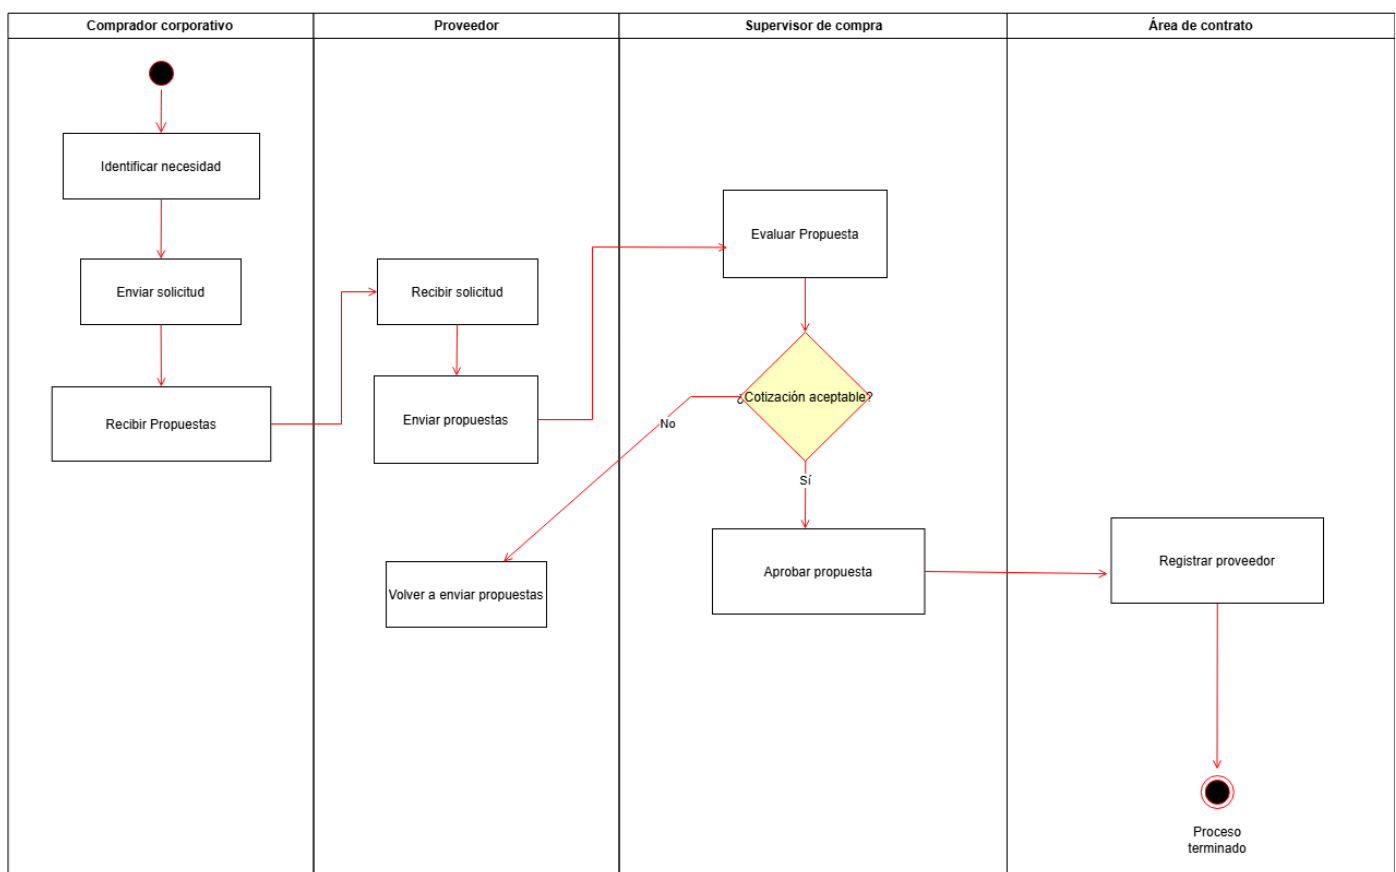 Comprador corporativo
Proveedor
Supervisor de compra
Área de contrato
Identificar necesidad
Enviar solicitud
Recibir Propuestas
Recibir solicitud
Enviar propuestas
Volver a enviar propuestas
Evaluar Propuesta
¿Cotización aceptable?
No
Sí
Aprobar propuesta
Registrar proveedor
Proceso
terminado